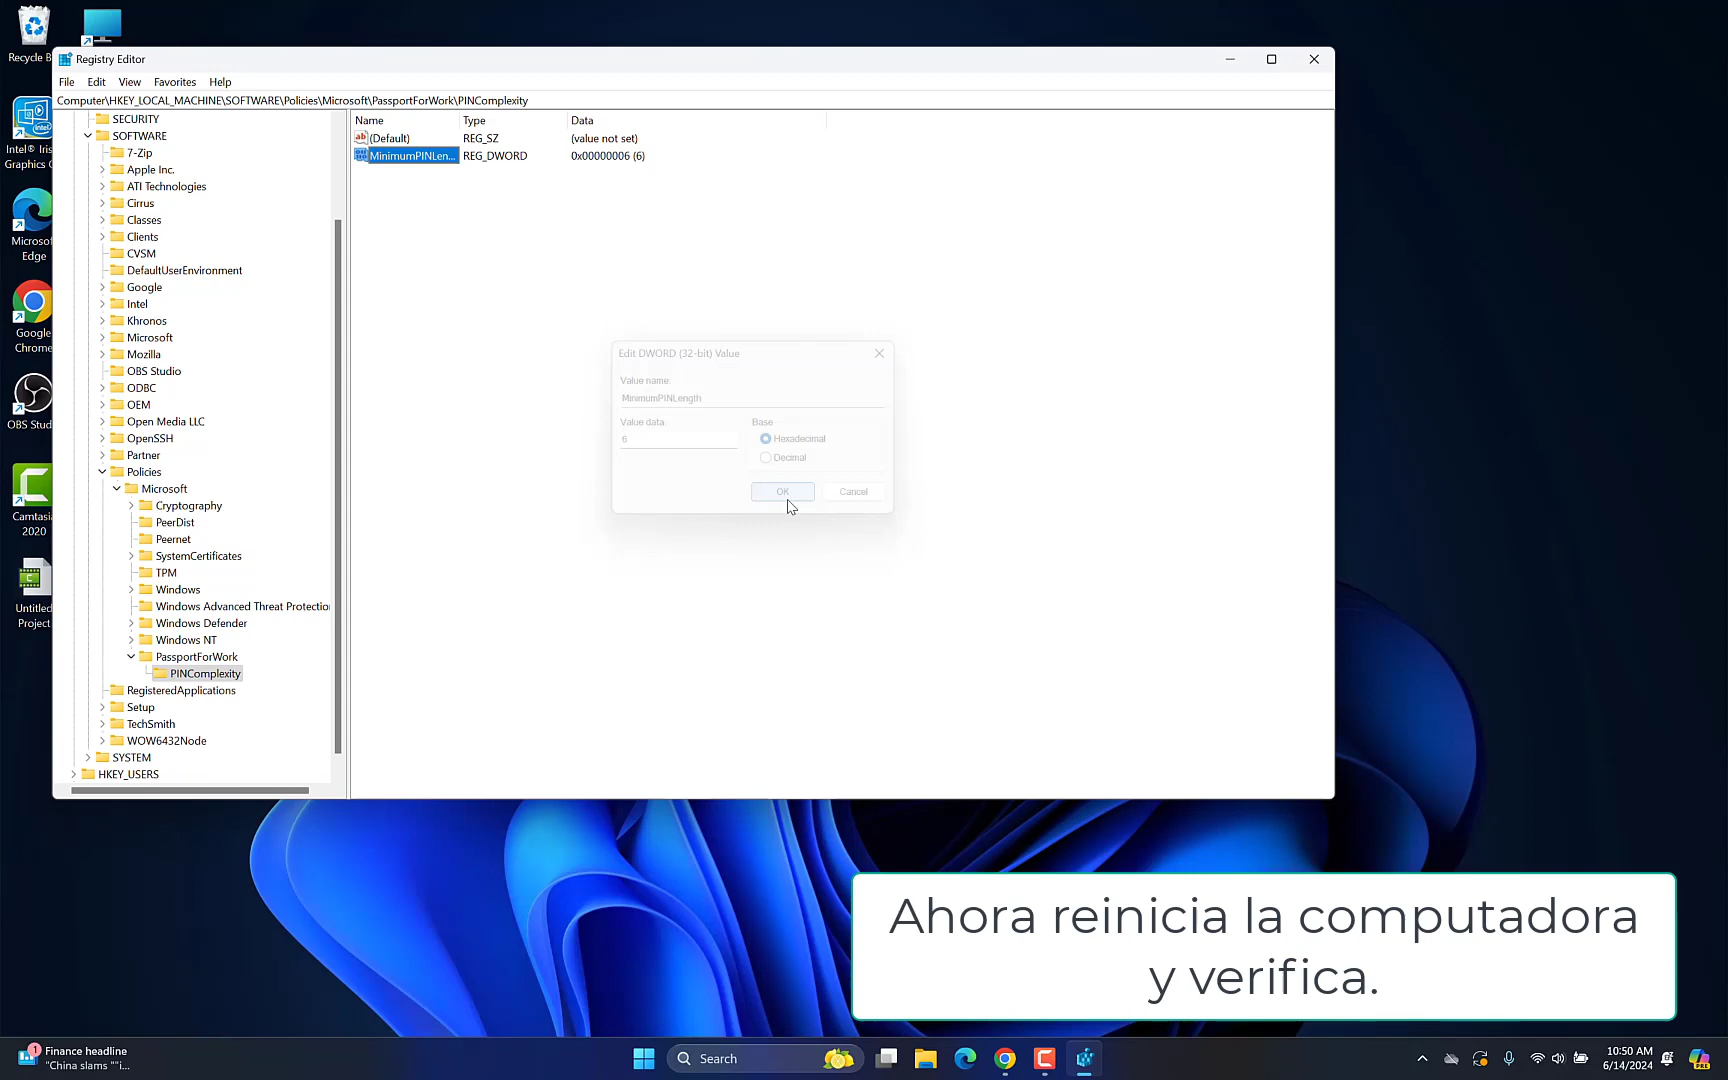 Recycle B
Intel® Iris
Graphics C
Microsof
Edge
Google
Chrome
OBS Stud
Camtasi
2020
Untitled
Project
Registry Editor
File Edit View Favorites Help
Computer\HKEY_LOCAL_MACHINE\SOFTWARE\Policies\Microsoft\PassportForWork\PINComplexity
SECURITY
SOFTWARE
7-Zip
Apple Inc.
ATI Technologies
Cirrus
Classes
Clients
CVSM
DefaultUserEnvironment
Google
Intel
Khronos
Microsoft
Mozilla
OBS Studio
ODBC
OEM
Open Media LLC
OpenSSH
Partner
Policies
Microsoft
Cryptography
PeerDist
Peernet
SystemCertificates
TPM
Windows
Windows Advanced Threat Protectio
Windows Defender
Windows NT
PassportForWork
PINComplexity
RegisteredApplications
Setup
TechSmith
WOW6432Node
SYSTEM
HKEY_USERS
Name Type Data
(Default) REG_SZ (value not set)
MinimumPINLen... REG_DWORD 0x00000006 (6)
Edit DWORD (32-bit) Value
Value name:
MinimumPINLength
Value data: Base
6 Hexadecimal
Decimal
OK Cancel
Ahora reinicia la computadora
y verifica.
1 Finance headline
"China slams ""i...
Search
10:50 AM
6/14/2024
PRE